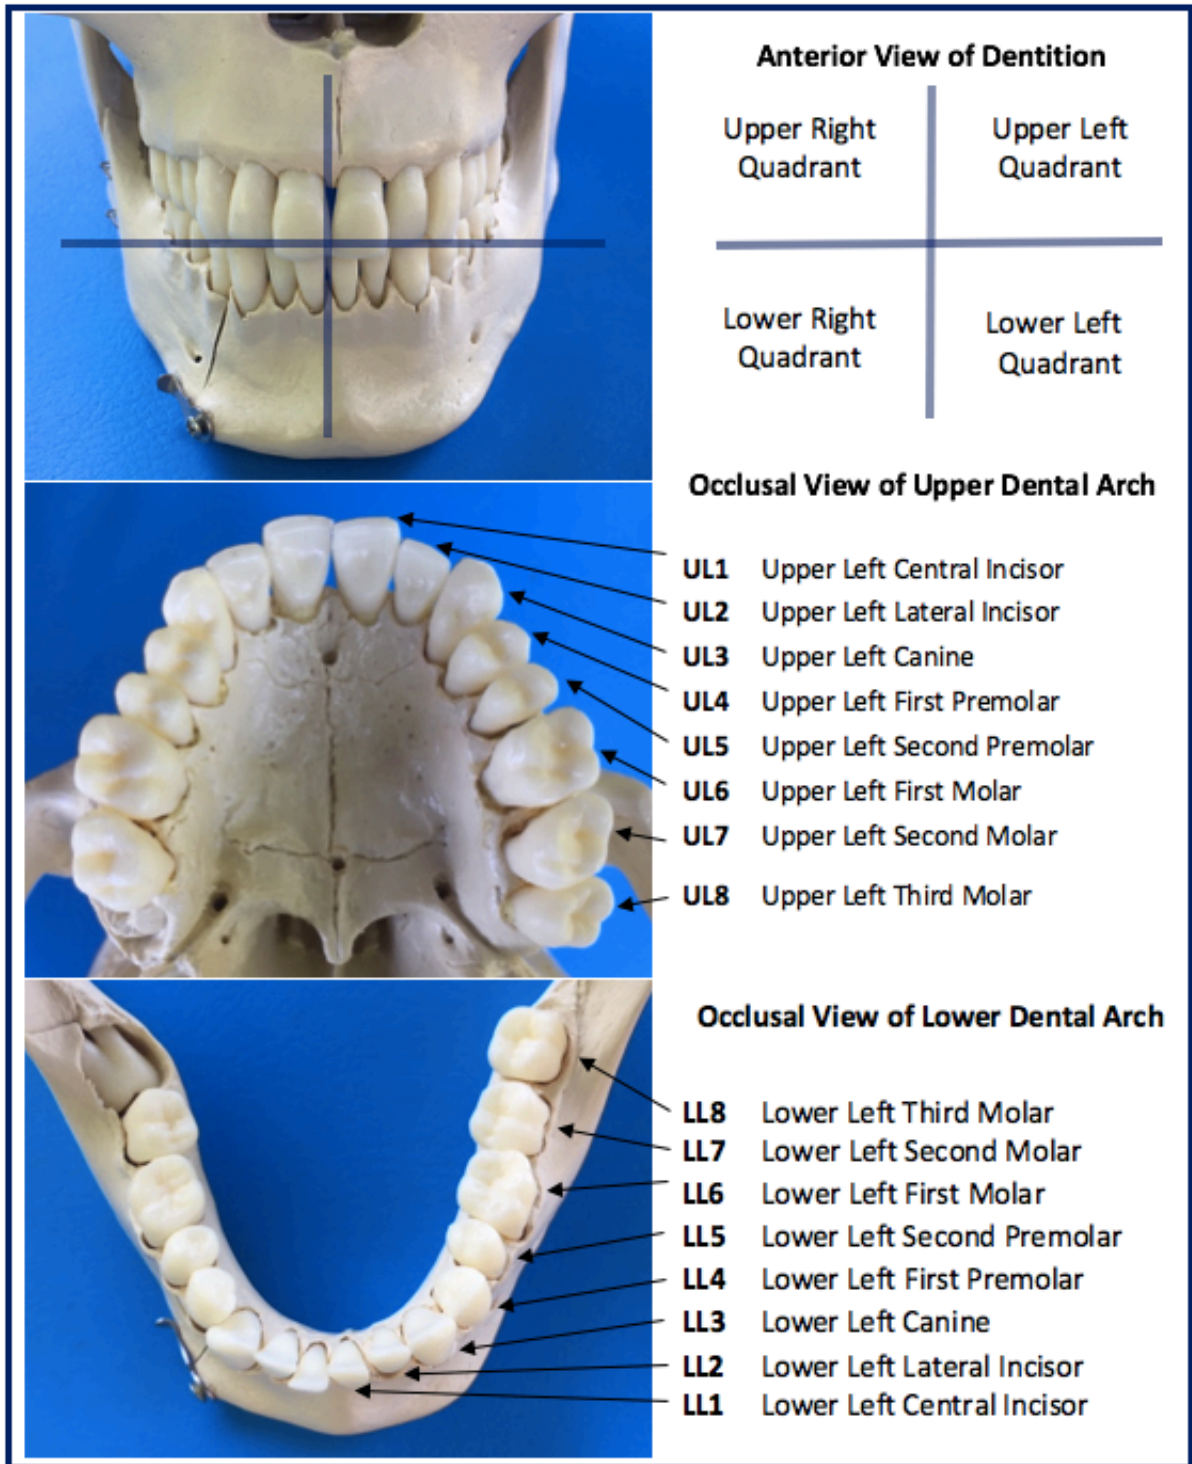 Anterior View of Dentition
Upper Right Quadrant
Upper Left Quadrant
Lower Right Quadrant
Lower Left Quadrant
Occlusal View of Upper Dental Arch
UL1 Upper Left Central Incisor
UL2 Upper Left Lateral Incisor
UL3 Upper Left Canine
UL4 Upper Left First Premolar
UL5 Upper Left Second Premolar
UL6 Upper Left First Molar
UL7 Upper Left Second Molar
UL8 Upper Left Third Molar
Occlusal View of Lower Dental Arch
LL8 Lower Left Third Molar
LL7 Lower Left Second Molar
LL6 Lower Left First Molar
LL5 Lower Left Second Premolar
LL4 Lower Left First Premolar
LL3 Lower Left Canine
LL2 Lower Left Lateral Incisor
LL1 Lower Left Central Incisor